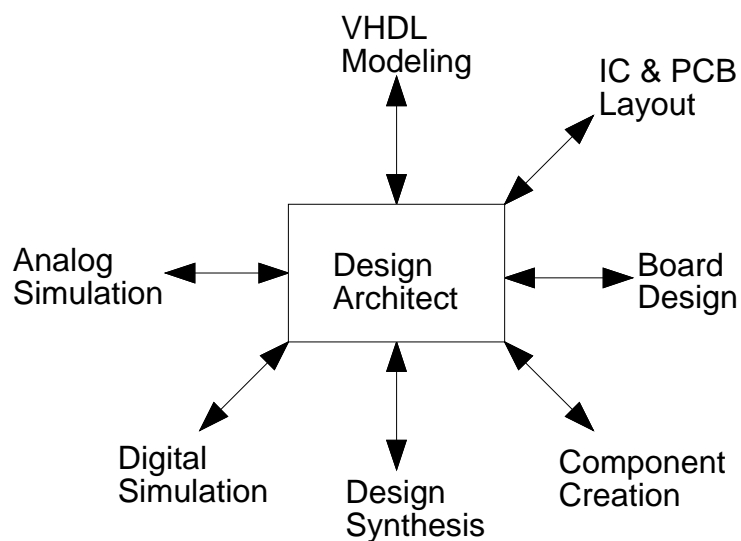 VHDL
Modeling
IC & PCB
Layout
Analog
Simulation
Design
Architect
Board
Design
Digital
Simulation
Design
Synthesis
Component
Creation